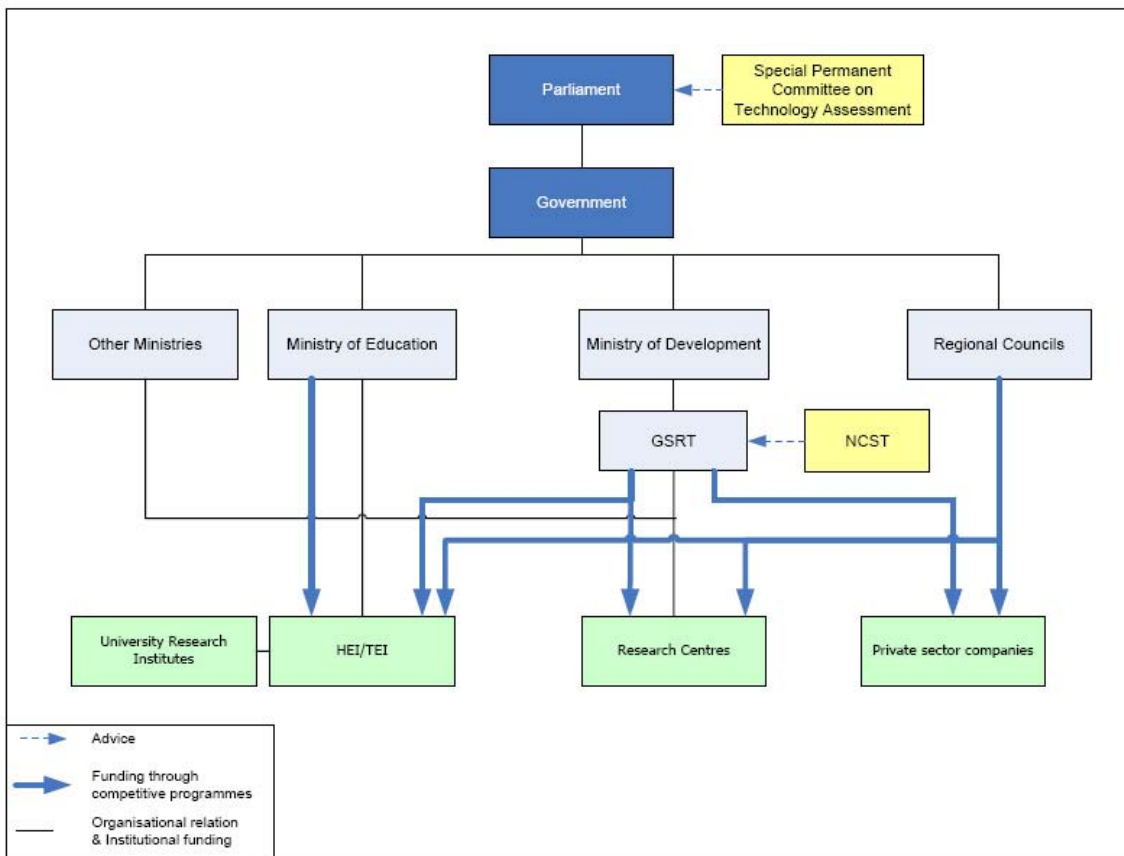 Parliament
Special Permanent
Committee on
Technology Assessment
Government
Other Ministries
Ministry of Education
Ministry of Development
Regional Councils
GSRT
NCST
University Research
Institutes
HEI/TEI
Research Centres
Private sector companies
Advice
Funding through
competitive programmes
Organisational relation
& Institutional funding